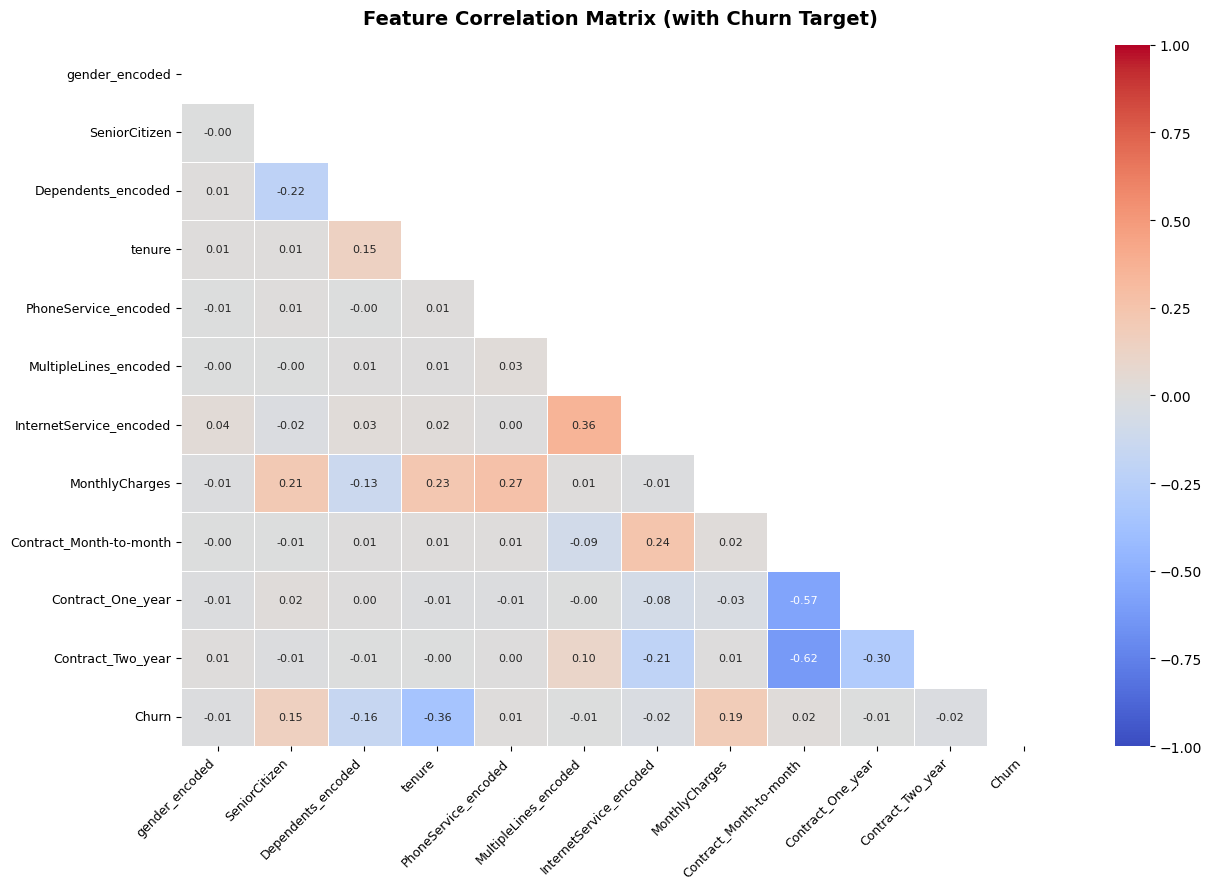 Feature Correlation Matrix (with Churn Target)
gender_encoded
SeniorCitizen -0.00
Dependents_encoded 0.01 -0.22
tenure 0.01 0.01 0.15
PhoneService_encoded -0.01 0.01 -0.00 0.01
MultipleLines_encoded -0.00 -0.00 0.01 0.01 0.03
InternetService_encoded 0.04 -0.02 0.03 0.02 0.00 0.36
MonthlyCharges -0.01 0.21 -0.13 0.23 0.27 0.01 -0.01
Contract_Month-to-month -0.00 -0.01 0.01 0.01 0.01 -0.09 0.24 0.02
Contract_One_year -0.01 0.02 0.00 -0.01 -0.01 -0.00 -0.08 -0.03 -0.57
Contract_Two_year 0.01 -0.01 -0.01 -0.00 0.00 0.10 -0.21 0.01 -0.62 -0.30
Churn -0.01 0.15 -0.16 -0.36 0.01 -0.01 -0.02 0.19 0.02 -0.01 -0.02
gender_encoded
SeniorCitizen
Dependents_encoded
tenure
PhoneService_encoded
MultipleLines_encoded
InternetService_encoded
MonthlyCharges
Contract_Month-to-month
Contract_One_year
Contract_Two_year
Churn
1.00
0.75
0.50
0.25
0.00
−0.25
−0.50
−0.75
−1.00